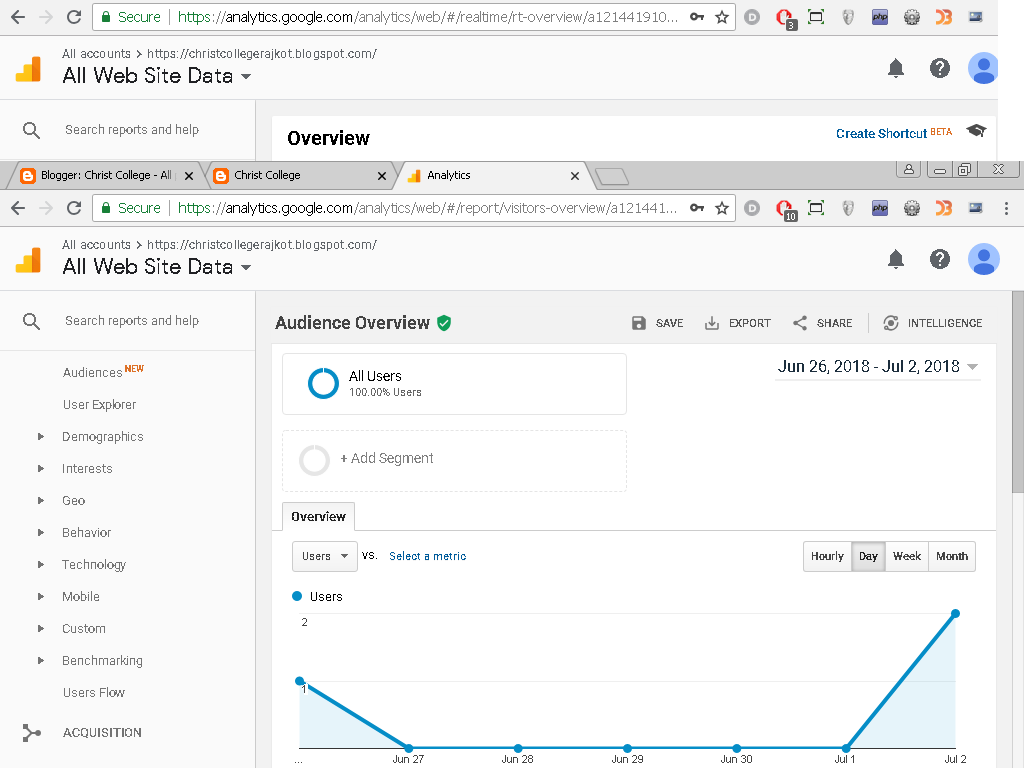 Secure https://analytics.google.com/analytics/web/#/realtime/rt-overview/a121441910...
D 3 php
All accounts > https://christcollegerajkot.blogspot.com/
All Web Site Data
Search reports and help
Overview
Create Shortcut BETA
Blogger: Christ College - All
Christ College
Analytics
Secure https://analytics.google.com/analytics/web/#/report/visitors-overview/a121441...
D 10 php
All accounts > https://christcollegerajkot.blogspot.com/
All Web Site Data
Search reports and help
Audience Overview
SAVE EXPORT SHARE INTELLIGENCE
All Users
100.00% Users
Jun 26, 2018 - Jul 2, 2018
+ Add Segment
Overview
Users vs. Select a metric
Hourly Day Week Month
Users
2
1
... Jun 27 Jun 28 Jun 29 Jun 30 Jul 1 Jul 2
Audiences NEW
User Explorer
Demographics
Interests
Geo
Behavior
Technology
Mobile
Custom
Benchmarking
Users Flow
ACQUISITION